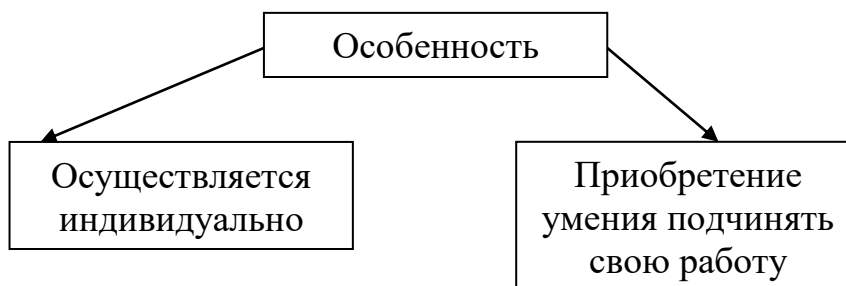 Особенность
Осуществляется
индивидуально
Приобретение
умения подчинять
свою работу